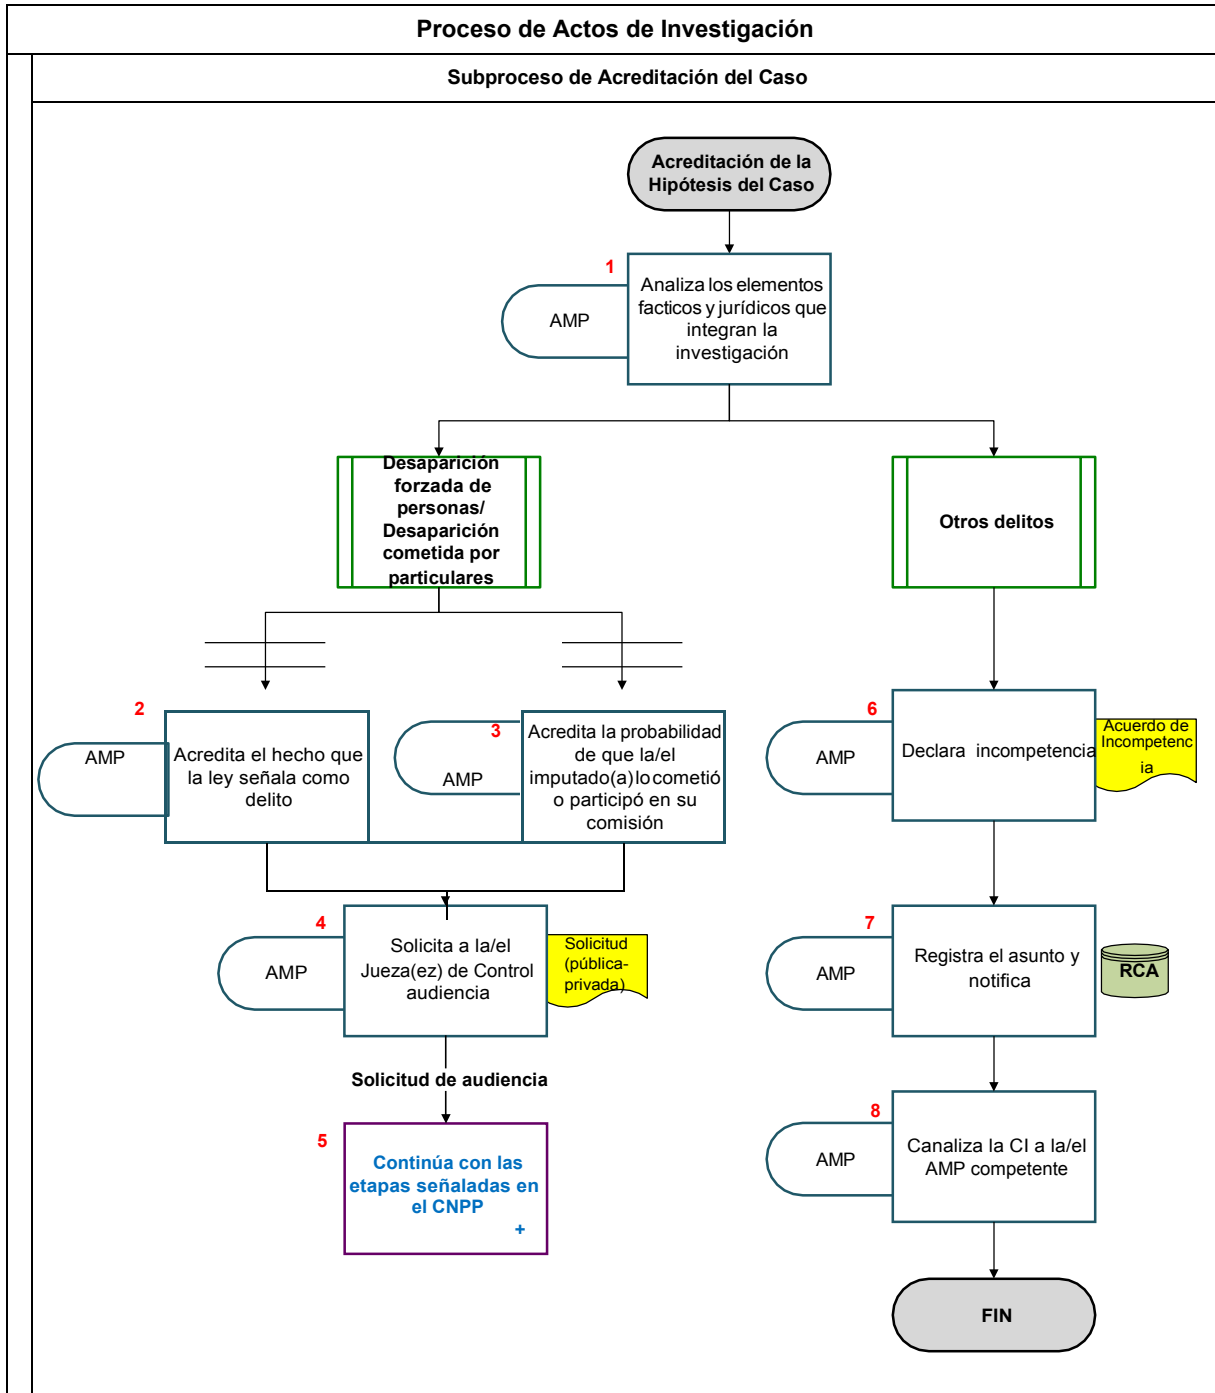 Proceso de Actos de Investigación
Subproceso de Acreditación del Caso
Acreditación de la
Hipótesis del Caso
1
AMP
Analiza los elementos
facticos y jurídicos que
integran la
investigación
Desaparición
forzada de
personas/
Desaparición
cometida por
particulares
Otros delitos
2
AMP
Acredita el hecho que
la ley señala como
delito
3
AMP
Acredita la probabilidad
de que la/el
imputado(a) lo cometió
o participó en su
comisión
6
AMP
Declara incompetencia
Acuerdo de
Incompetenc
ia
4
AMP
Solicita a la/el
Jueza(ez) de Control
audiencia
Solicitud
(pública-
privada)
7
AMP
Registra el asunto y
notifica
RCA
Solicitud de audiencia
5
Continúa con las
etapas señaladas en
el CNPP
+
8
AMP
Canaliza la CI a la/el
AMP competente
FIN